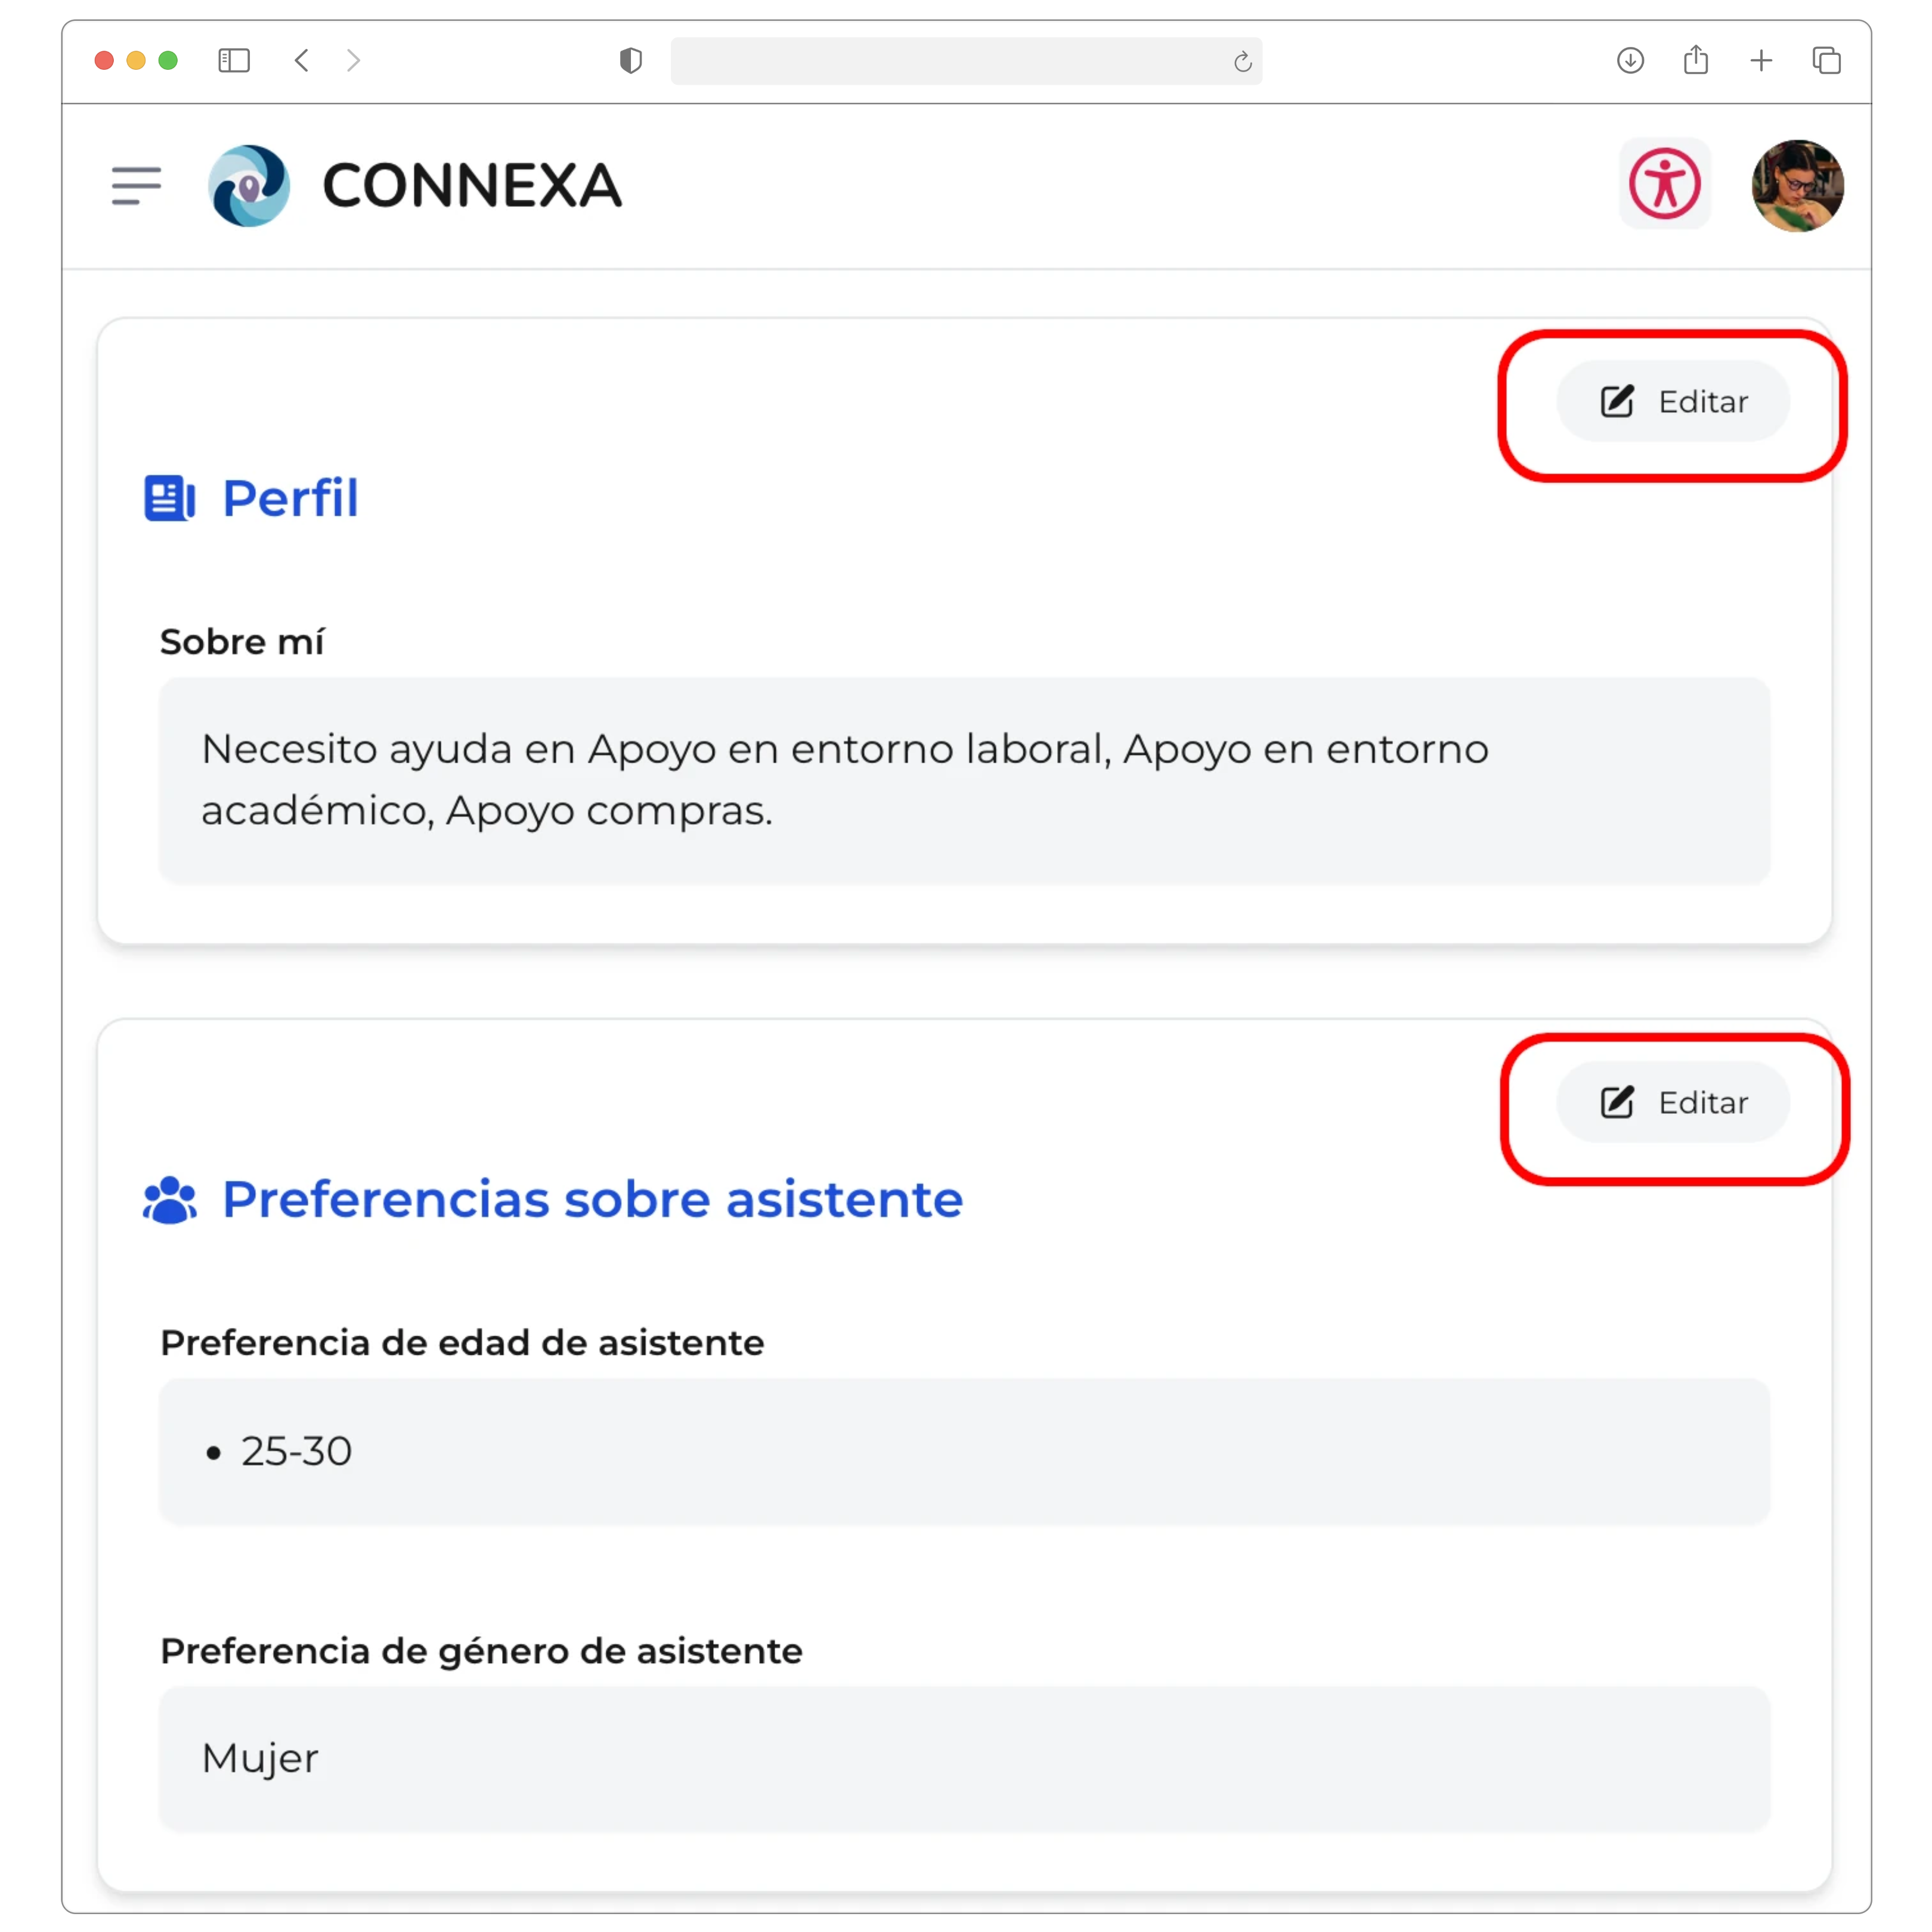 CONNEXA
Editar
Perfil
Sobre mí
Necesito ayuda en Apoyo en entorno laboral, Apoyo en entorno
académico, Apoyo compras.
Editar
Preferencias sobre asistente
Preferencia de edad de asistente
• 25-30
Preferencia de género de asistente
Mujer